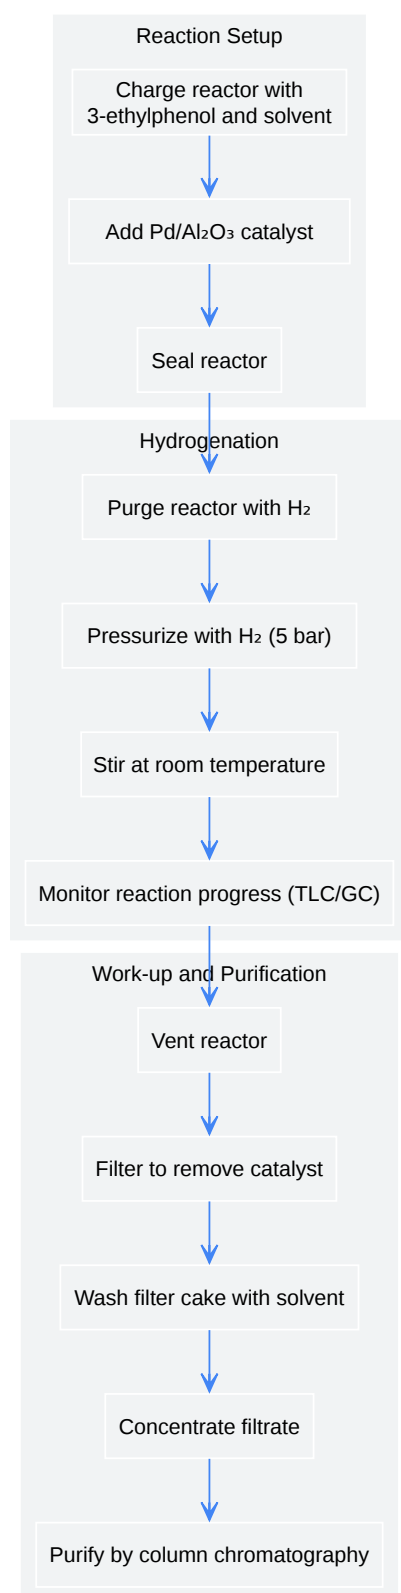 Reaction Setup
Charge reactor with
3-ethylphenol and solvent
Add Pd/Al₂O₃ catalyst
Seal reactor
Hydrogenation
Purge reactor with H₂
Pressurize with H₂ (5 bar)
Stir at room temperature
Monitor reaction progress (TLC/GC)
Work-up and Purification
Vent reactor
Filter to remove catalyst
Wash filter cake with solvent
Concentrate filtrate
Purify by column chromatography